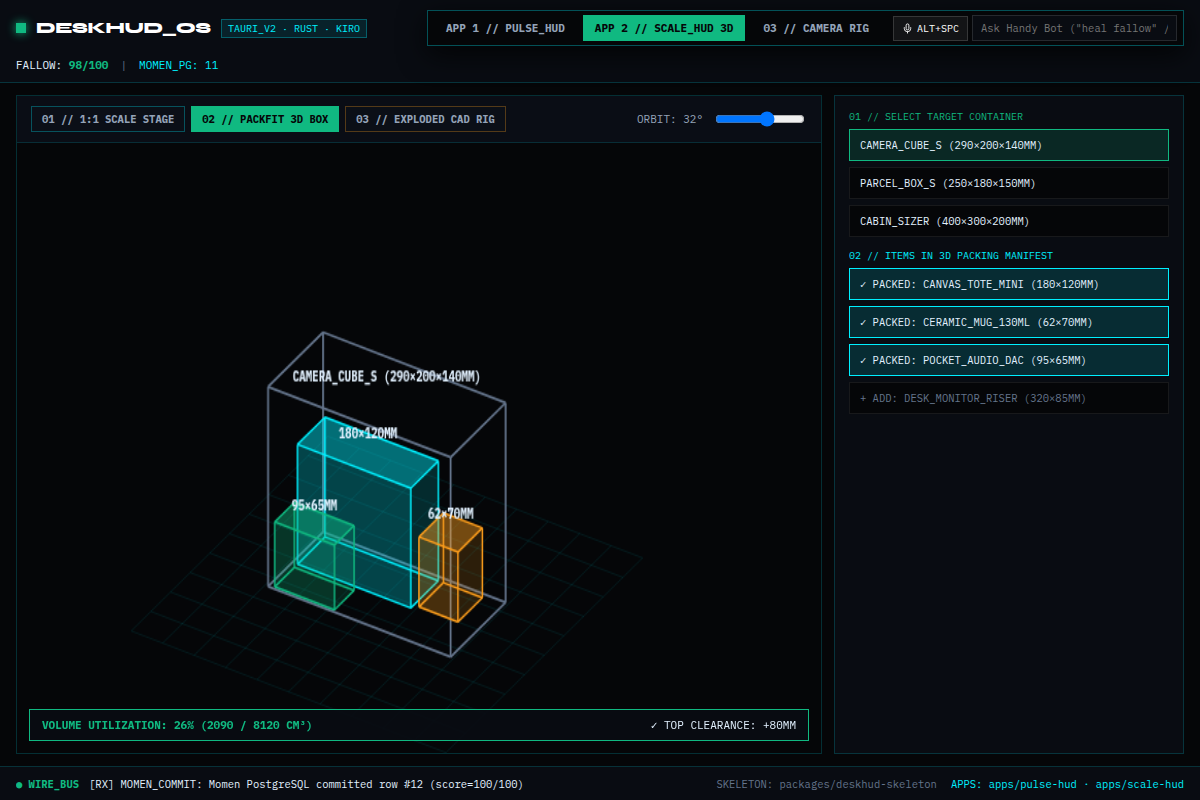 DESKHUD_OS
TAURI_V2 · RUST · KIRO
APP 1 // PULSE_HUD
APP 2 // SCALE_HUD 3D
03 // CAMERA RIG
ALT+SPC
Ask Handy Bot ("heal fallow" /
FALLOW: 98/100 | MOMEN_PG: 11
01 // 1:1 SCALE STAGE
02 // PACKFIT 3D BOX
03 // EXPLODED CAD RIG
ORBIT: 32°
CAMERA_CUBE_S (290×200×140MM)
180×120MM
95×65MM
62×70MM
VOLUME UTILIZATION: 26% (2090 / 8120 CM³)
✓ TOP CLEARANCE: +80MM
01 // SELECT TARGET CONTAINER
CAMERA_CUBE_S (290×200×140MM)
PARCEL_BOX_S (250×180×150MM)
CABIN_SIZER (400×300×200MM)
02 // ITEMS IN 3D PACKING MANIFEST
✓ PACKED: CANVAS_TOTE_MINI (180×120MM)
✓ PACKED: CERAMIC_MUG_130ML (62×70MM)
✓ PACKED: POCKET_AUDIO_DAC (95×65MM)
+ ADD: DESK_MONITOR_RISER (320×85MM)
● WIRE_BUS [RX] MOMEN_COMMIT: Momen PostgreSQL committed row #12 (score=100/100)
SKELETON: packages/deskhud-skeleton
APPS: apps/pulse-hud · apps/scale-hud